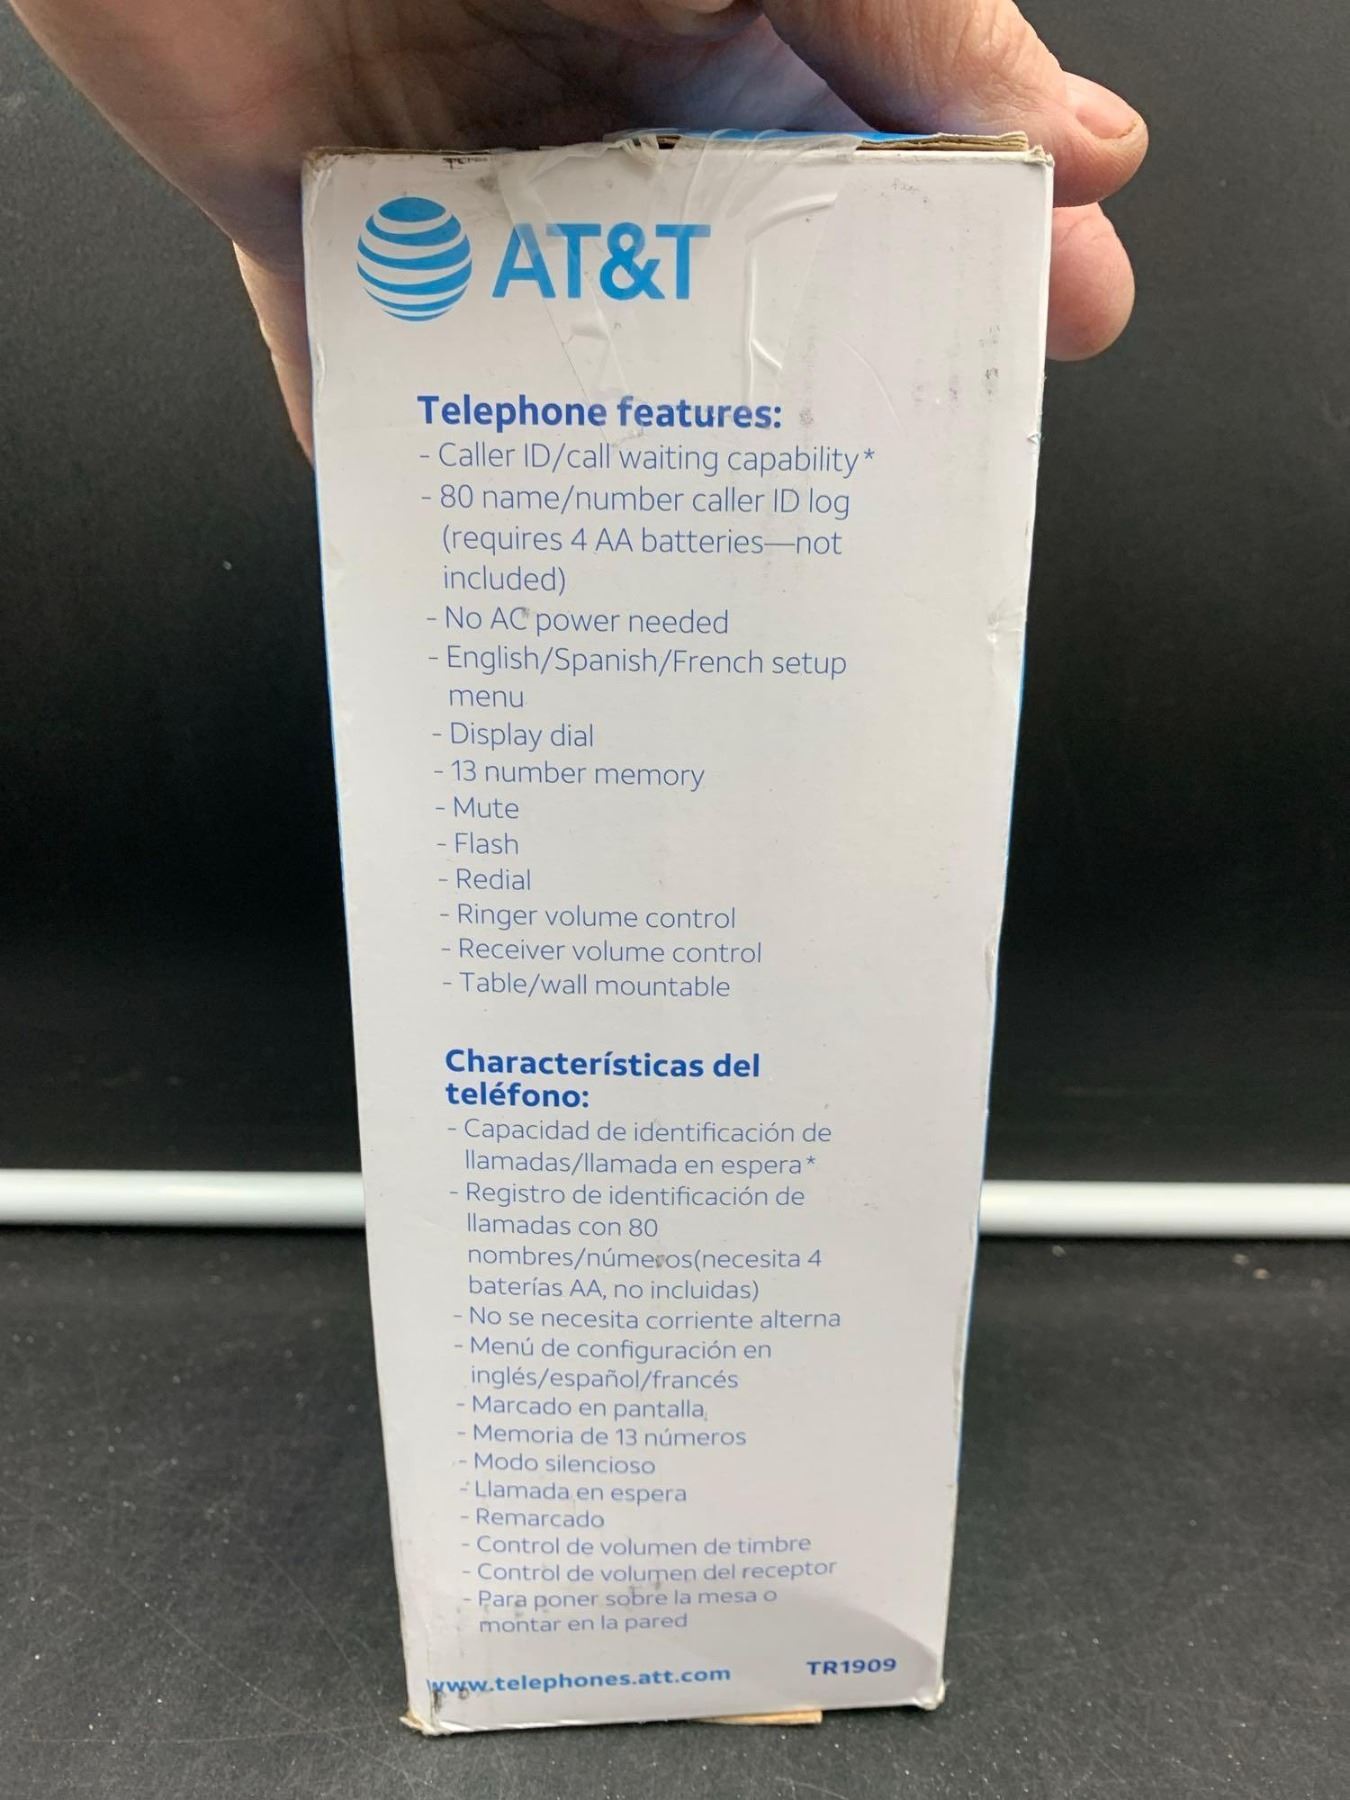 AT&T
Telephone features:
- Caller ID/call waiting capability*
- 80 name/number caller ID log
(requires 4 AA batteries—not
included)
- No AC power needed
- English/Spanish/French setup
menu
- Display dial
- 13 number memory
- Mute
- Flash
- Redial
- Ringer volume control
- Receiver volume control
- Table/wall mountable
Characterísticas del
teléfono:
- Capacidad de identificación de
llamadas/llamada en espera*
- Registro de identificación de
llamadas con 80
nombres/números(necesita 4
baterías AA, no incluidas)
- No se necesita corriente alterna
- Menú de configuración en
inglés/español/francés
- Marcado en pantalla
- Memoria de 13 números
- Modo silencioso
- Llamada en espera
- Remarcado
- Control de volumen de timbre
- Control de volumen del receptor
- Para poner sobre la mesa o
montar en la pared
www.telephones.att.com TR1909